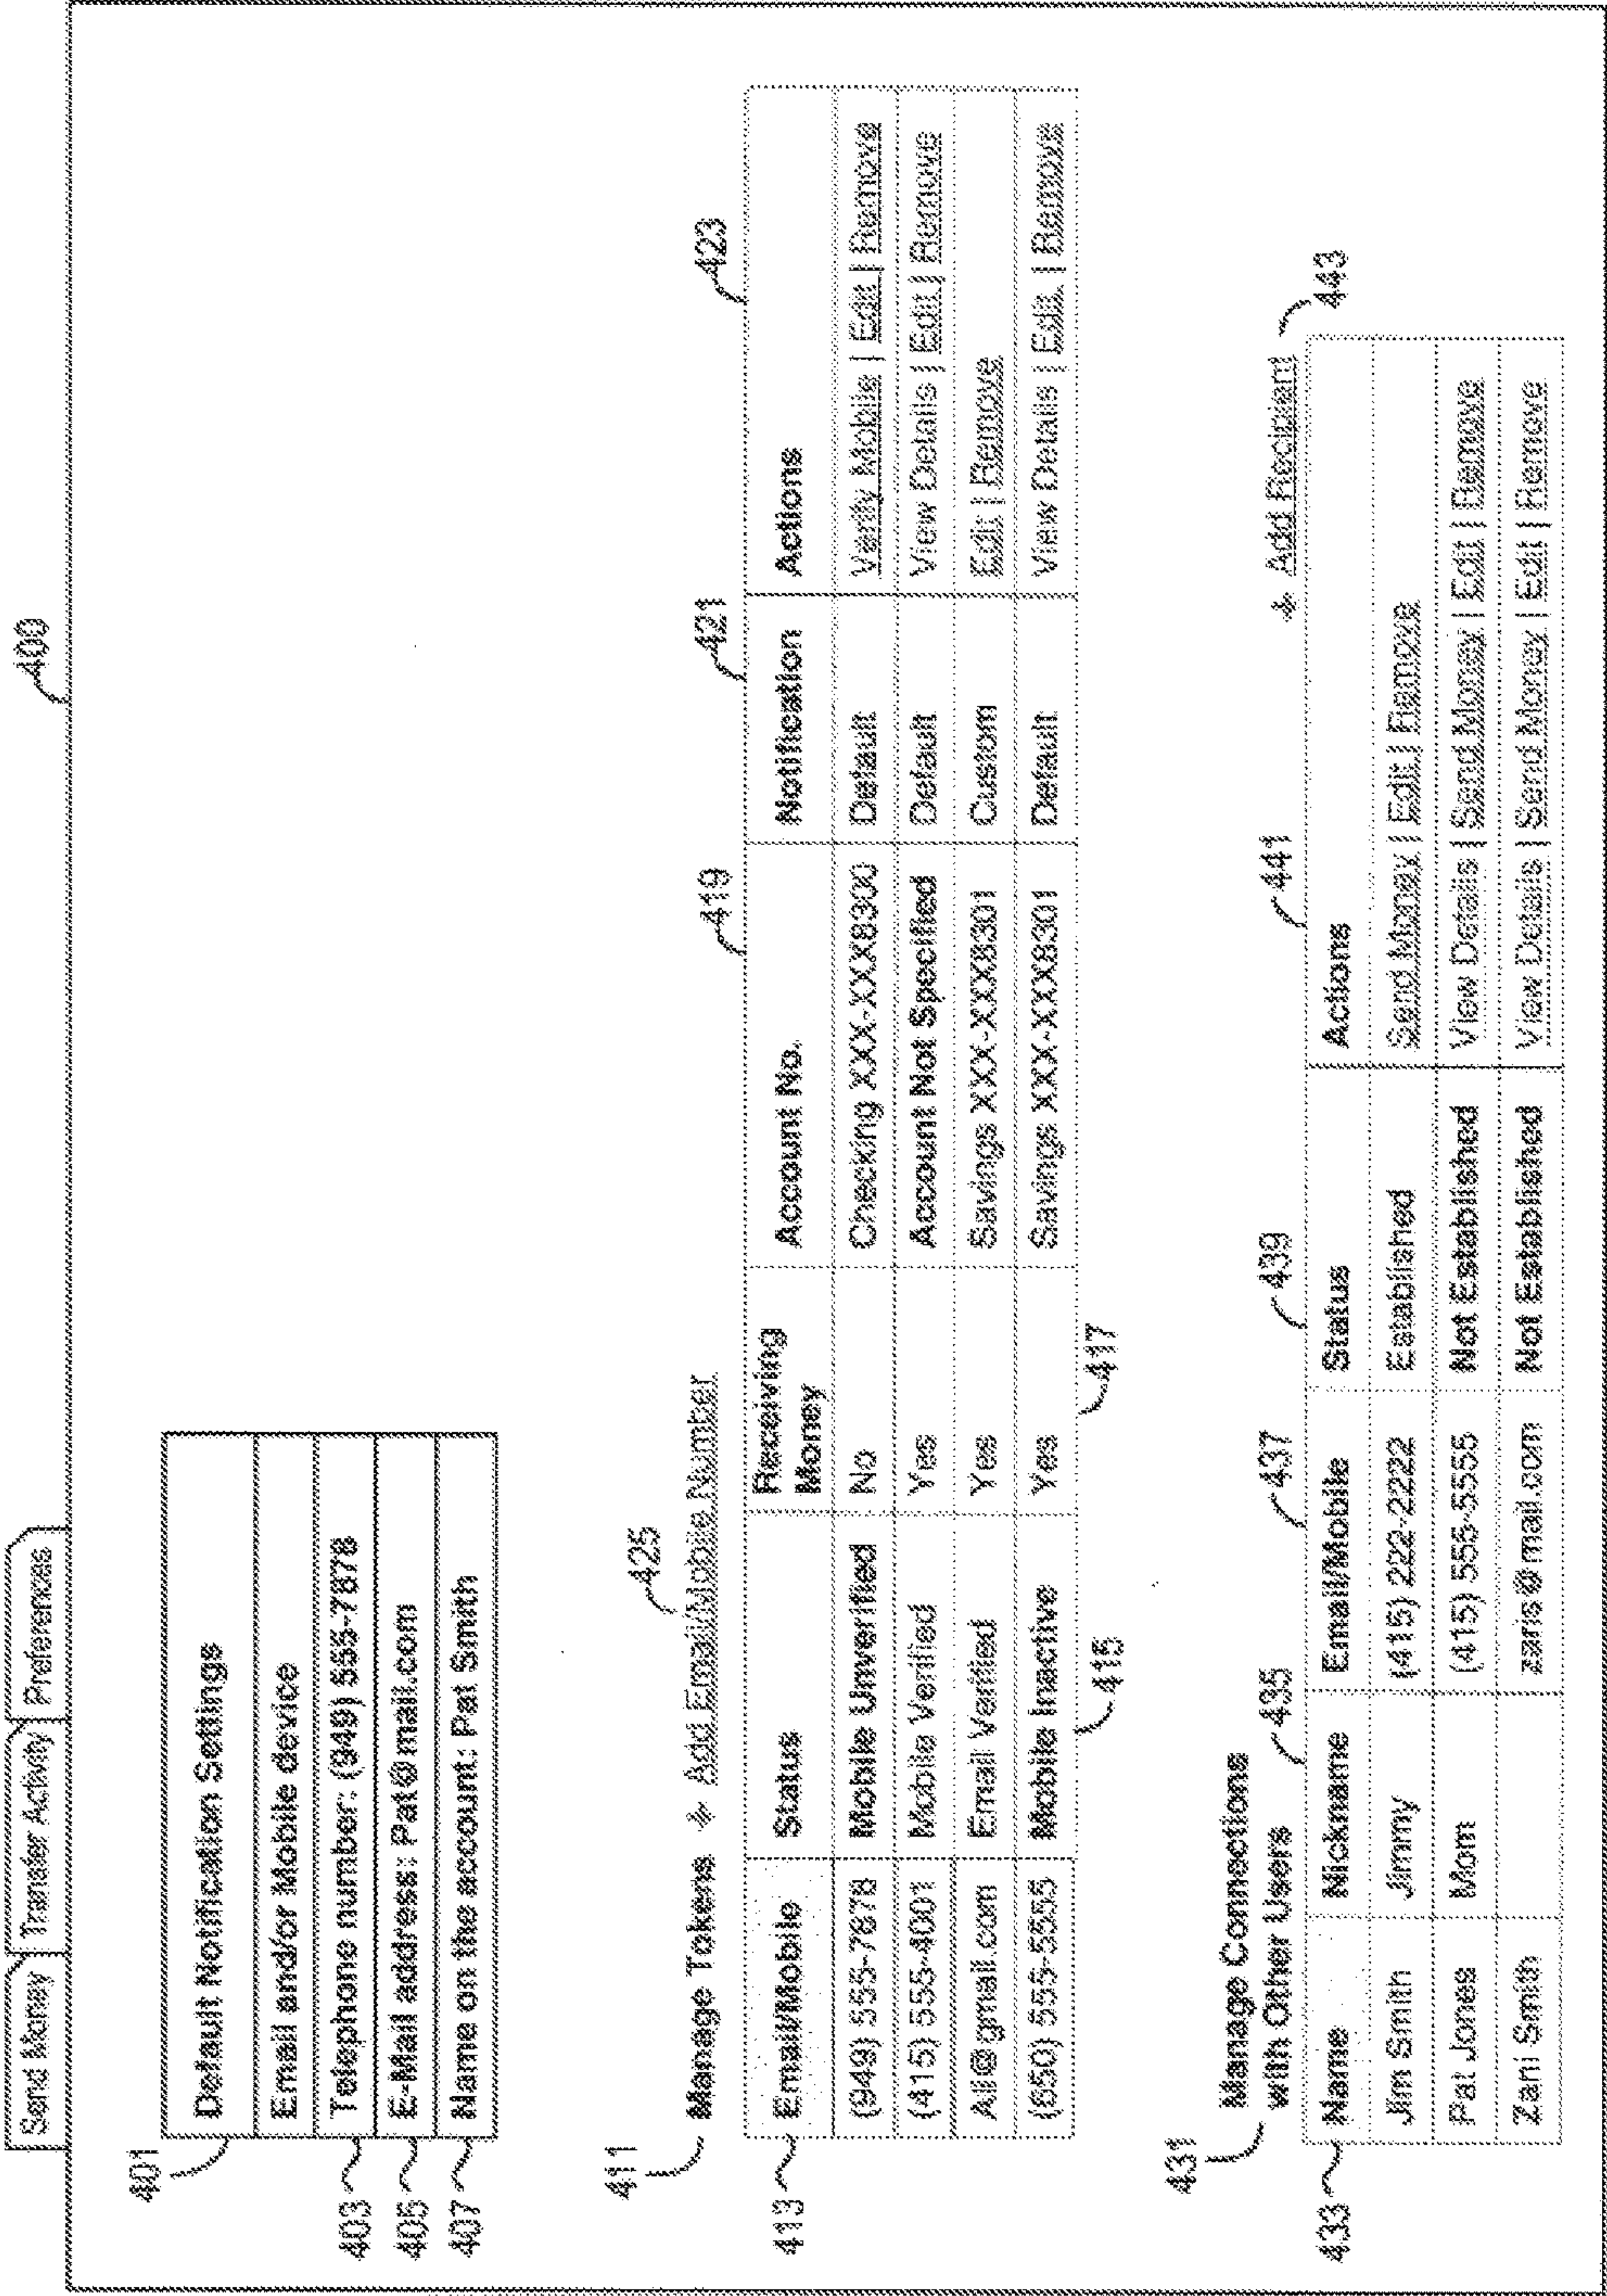 400
Send Money Transfer Activity Preferences
401
Default Notification Settings
Email and/or Mobile device
403 Telephone number: (949) 555-7878
405 E-Mail address: Pat@mail.com
407 Name on the account: Pat Smith
411 Manage Tokens Add Email/Mobile Number 425
419 421 423
413 Email/Mobile Status Receiving Money Account No. Notification Actions
(949) 555-7878 Mobile Unverified No Checking XXX-XXX8300 Default Verify Mobile | Edit | Remove
(415) 555-4001 Mobile Verified Yes Account Not Specified Default View Details | Edit | Remove
Ali@gmail.com Email Verified Yes Savings XXX-XXX8301 Custom Edit | Remove
(650) 555-5555 Mobile Inactive Yes Savings XXX-XXX8301 Default View Details | Edit | Remove
415 417
431 Manage Connections
with Other Users
435 437 439 441 Add Recipient 443
433 Name Nickname Email/Mobile Status Actions
Jim Smith Jimmy (415) 222-2222 Established Send Money | Edit | Remove
Pat Jones Mom (415) 555-5555 Not Established View Details | Send Money | Edit | Remove
Zani Smith zanis@mail.com Not Established View Details | Send Money | Edit | Remove